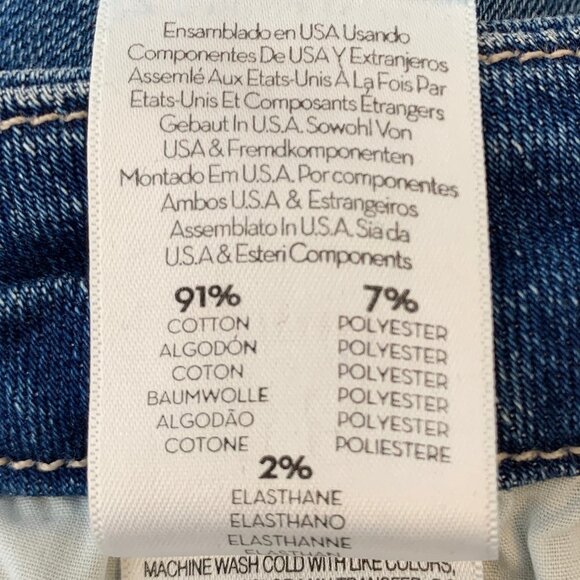 Ensamblado en USA Usando
Componentes De USA Y Extranjeros
Assemlé Aux Etats-Unis À La Fois Par
Etats-Unis Et Composants Étrangers
Gebaut In U.S.A. Sowohl Von
USA & Fremdkomponenten
Montado Em U.S.A. Por componentes
Ambos U.S.A & Estrangeiros
Assemblato In U.S.A. Sia da
U.S.A & Esteri Components
91% 7%
COTTON POLYESTER
ALGODÓN POLYESTER
COTON POLYESTER
BAUMWOLLE POLYESTER
ALGODÃO POLYESTER
COTONE POLIESTERE
2%
ELASTHANE
ELASTHANO
ELASTHANNE
ELASTHAN
MACHINE WASH COLD WITH LIKE COLORS,